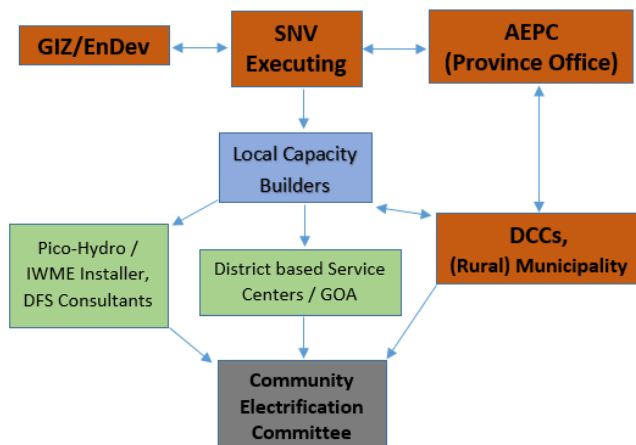 GIZ/EnDev
SNV
Executing
AEPC
(Province Office)
Local Capacity
Builders
Pico-Hydro /
IWME Installer,
DFS Consultants
District based Service
Centers / GOA
DCCs,
(Rural) Municipality
Community
Electrification
Committee